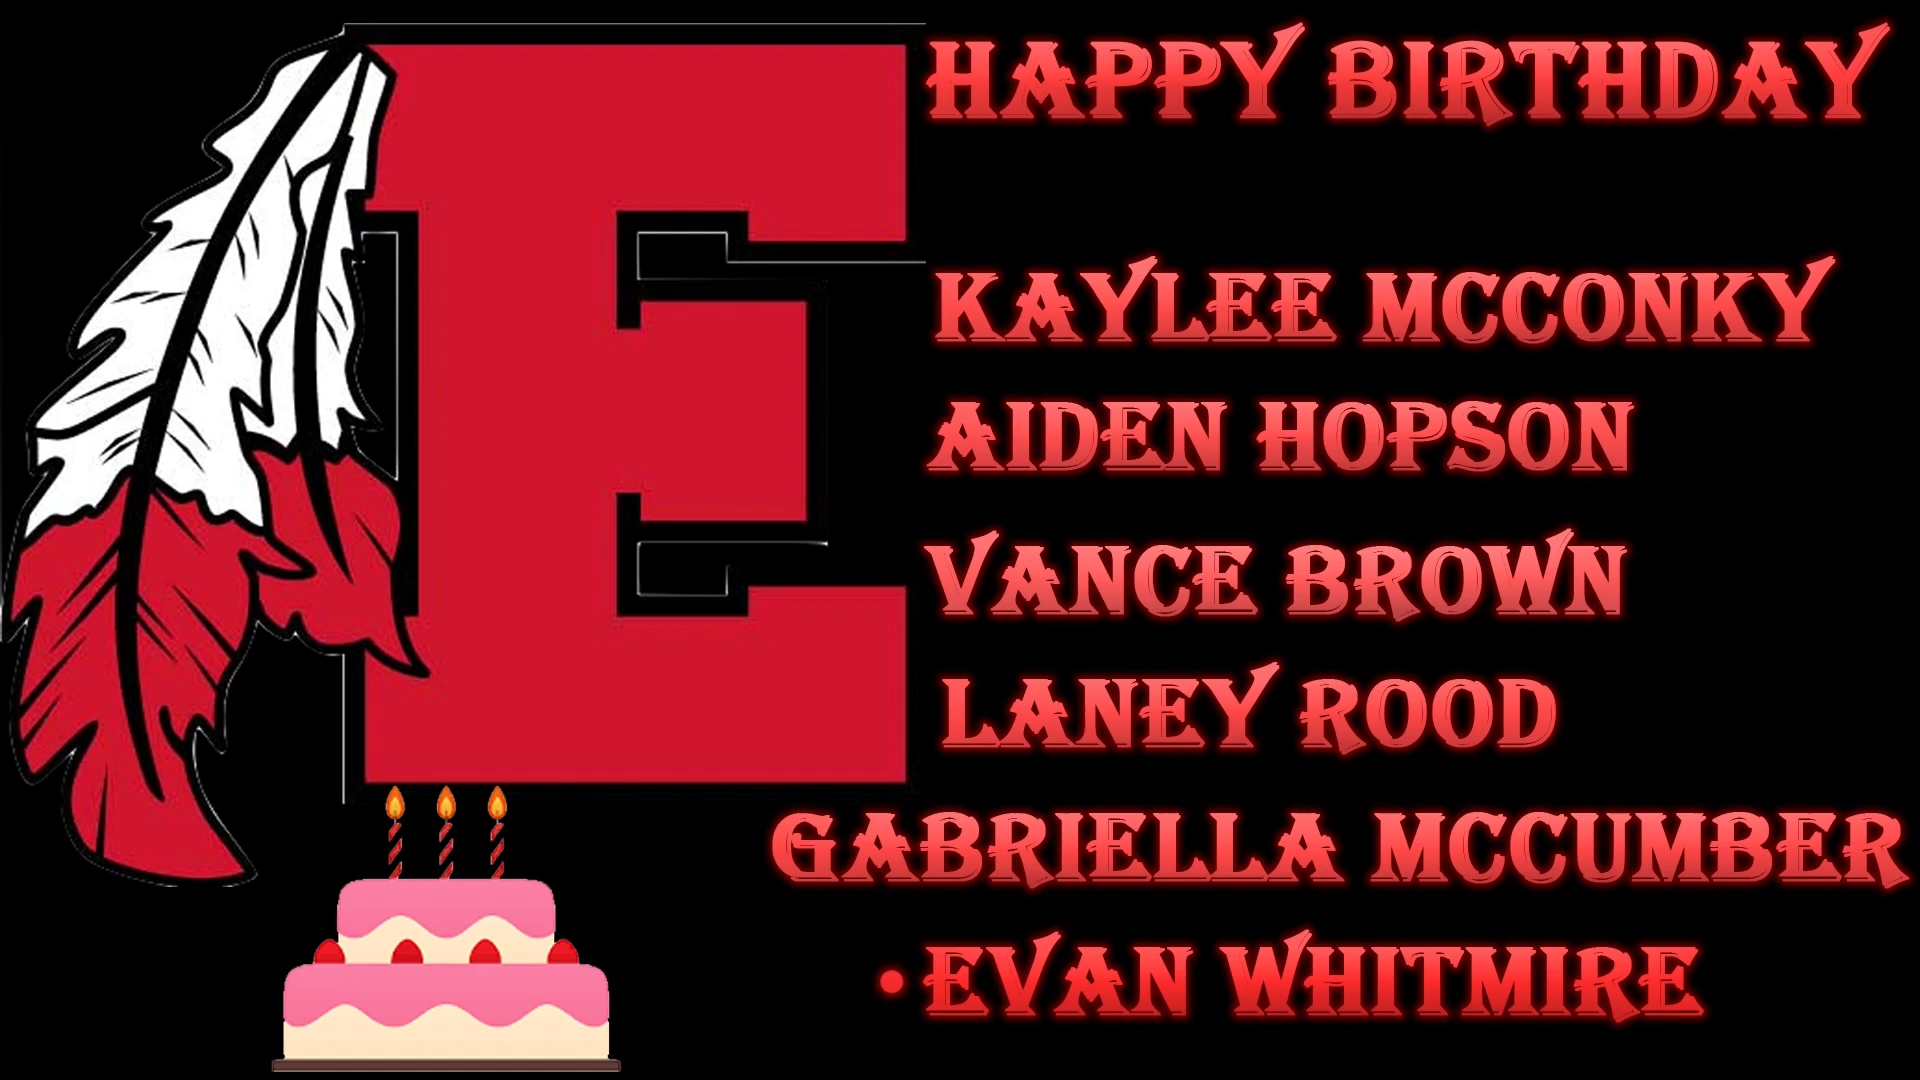 E
HAPPY BIRTHDAY
KAYLEE MCCONKY
AIDEN HOPSON
VANCE BROWN
LANEY ROOD
GABRIELLA MCCUMBER
• EVAN WHITMIRE